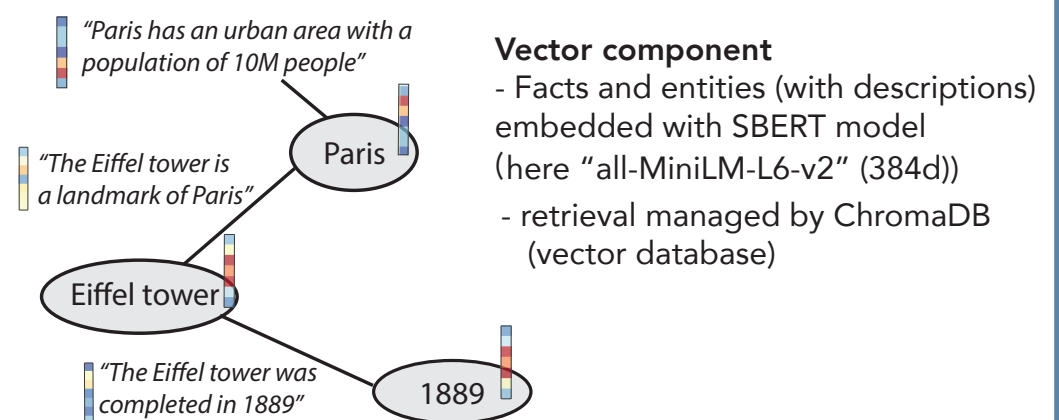 “Paris has an urban area with a
population of 10M people”
Paris
“The Eiffel tower is
a landmark of Paris”
Eiffel tower
“The Eiffel tower was
completed in 1889”
1889
Vector component
- Facts and entities (with descriptions)
embedded with SBERT model
(here “all-MiniLM-L6-v2” (384d))
- retrieval managed by ChromaDB
(vector database)